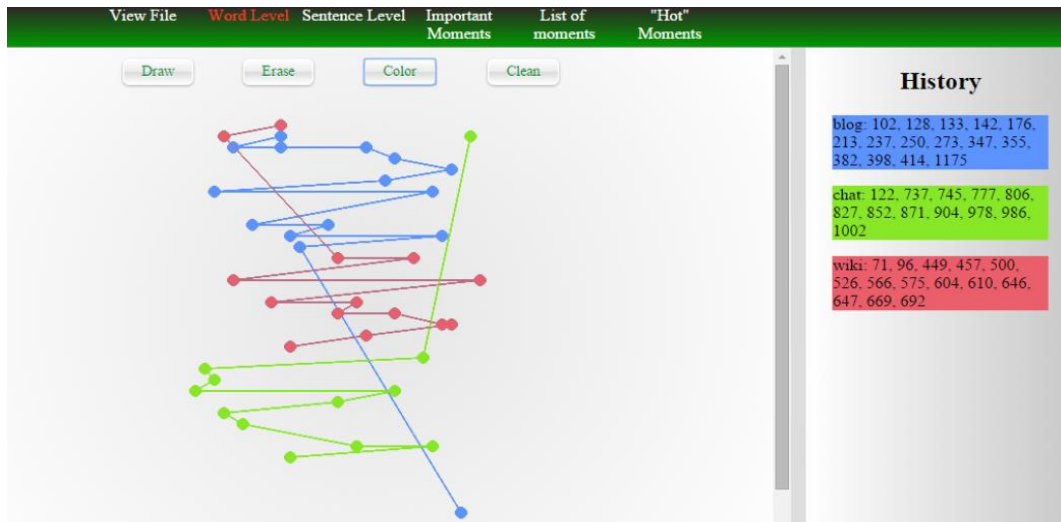 View File Word Level Sentence Level Important Moments List of moments "Hot" Moments
Draw Erase Color Clean
History
blog: 102, 128, 133, 142, 176,
213, 237, 250, 273, 347, 355,
382, 398, 414, 1175
chat: 122, 737, 745, 777, 806,
827, 852, 871, 904, 978, 986,
1002
wiki: 71, 96, 449, 457, 500,
526, 566, 575, 604, 610, 646,
647, 669, 692